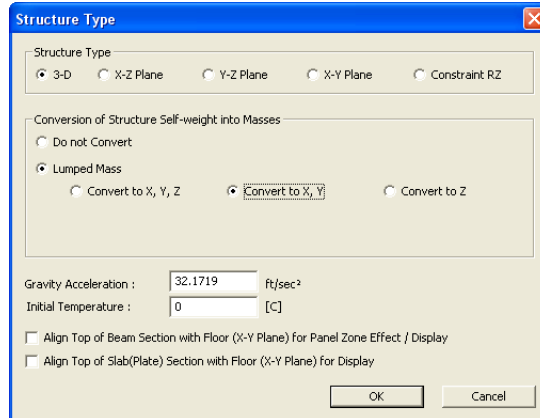 Structure Type
Structure Type
3-D X-Z Plane Y-Z Plane X-Y Plane Constraint RZ
Conversion of Structure Self-weight into Masses
Do not Convert
Lumped Mass
Convert to X, Y, Z Convert to X, Y Convert to Z
Gravity Acceleration : 32.1719 ft/sec²
Initial Temperature : 0 [C]
Align Top of Beam Section with Floor (X-Y Plane) for Panel Zone Effect / Display
Align Top of Slab(Plate) Section with Floor (X-Y Plane) for Display
OK Cancel